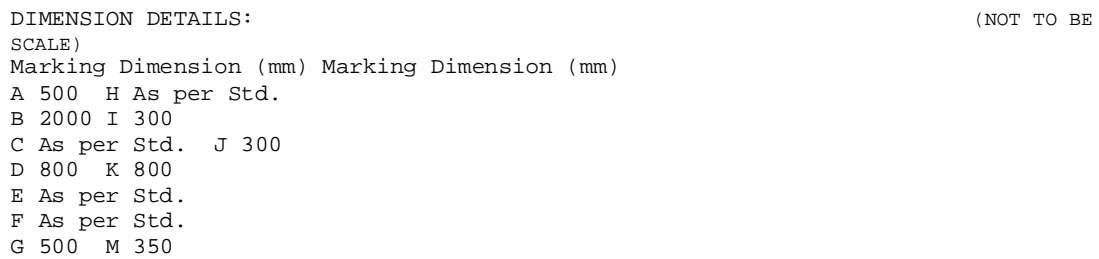 DIMENSION DETAILS: (NOT TO BE
SCALE)
Marking Dimension (mm) Marking Dimension (mm)
A 500 H As per Std.
B 2000 I 300
C As per Std. J 300
D 800 K 800
E As per Std.
F As per Std.
G 500 M 350